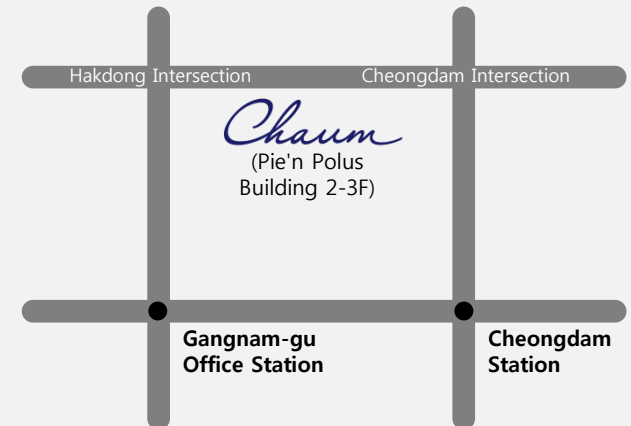 Hakdong Intersection
Cheongdam Intersection
Chaum
(Pie'n Polus
Building 2-3F)
Gangnam-gu
Office Station
Cheongdam
Station